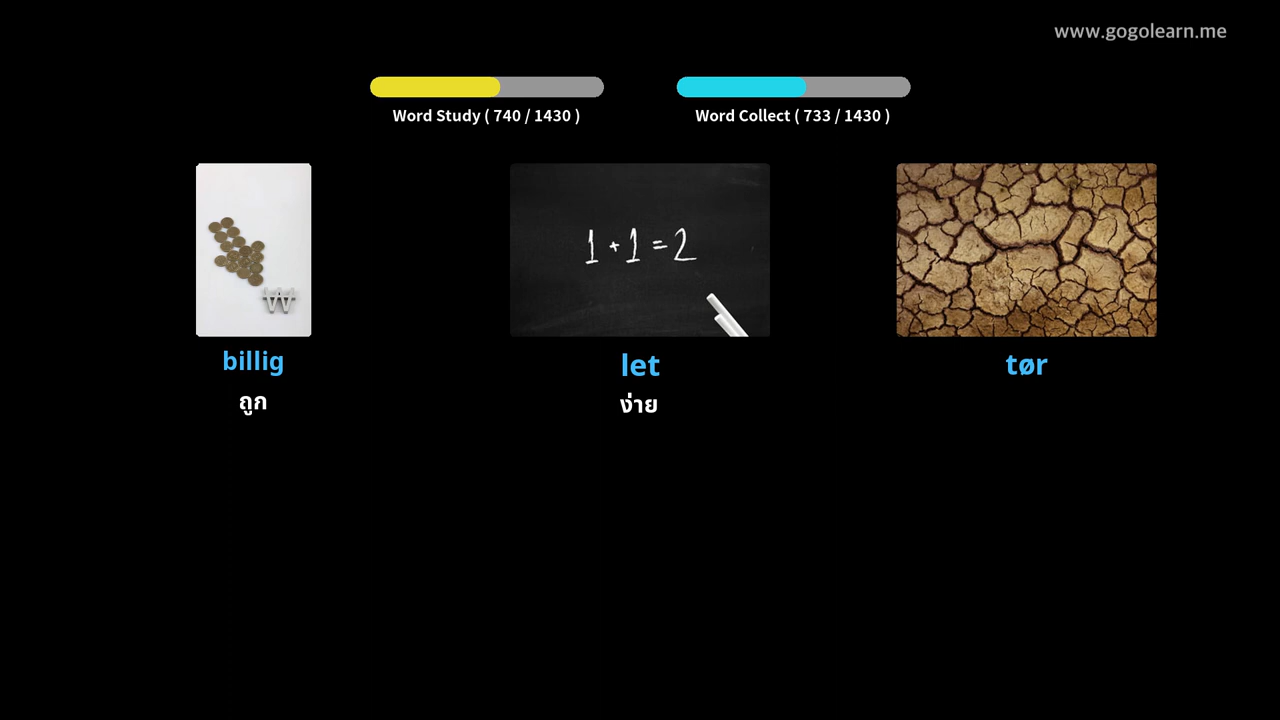 www.gogolearn.me
Word Study ( 740 / 1430 )
Word Collect ( 733 / 1430 )
1 + 1 = 2
billig
ถูก
let
ง่าย
tør